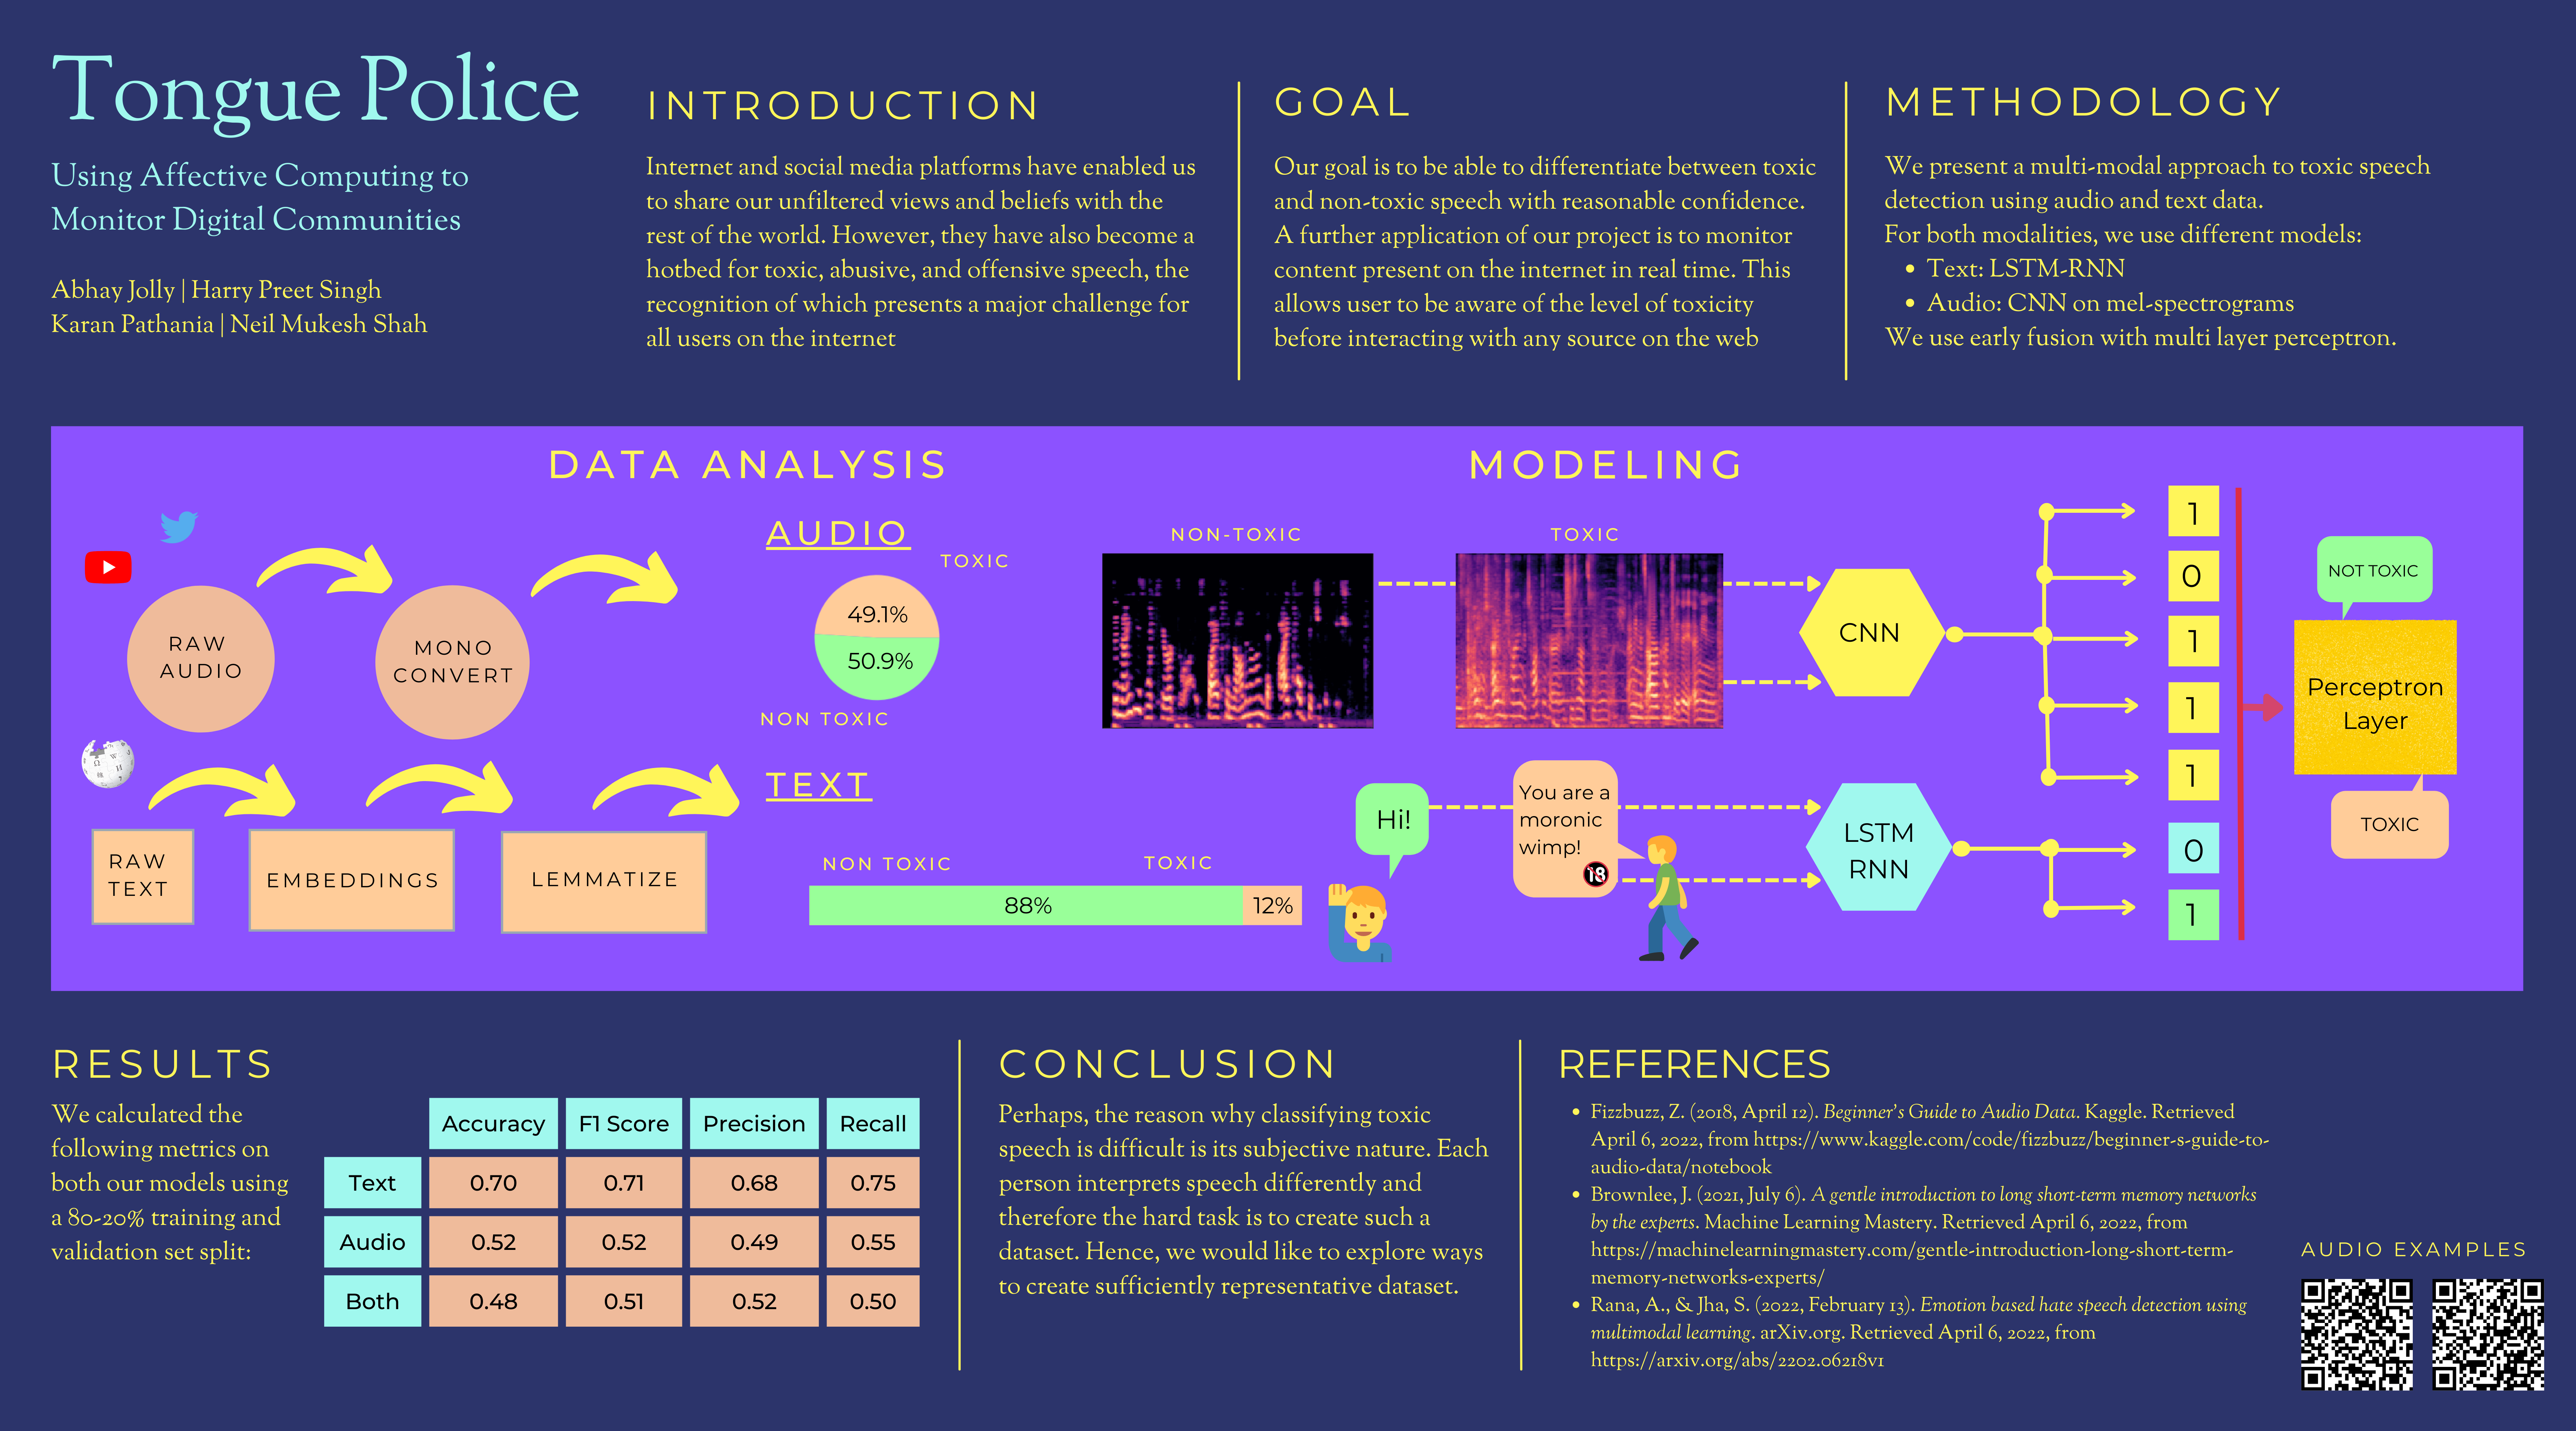 Tongue Police
Using Affective Computing to
Monitor Digital Communities
Abhay Jolly | Harry Preet Singh
Karan Pathania | Neil Mukesh Shah
INTRODUCTION
Internet and social media platforms have enabled us
to share our unfiltered views and beliefs with the
rest of the world. However, they have also become a
hotbed for toxic, abusive, and offensive speech, the
recognition of which presents a major challenge for
all users on the internet
GOAL
Our goal is to be able to differentiate between toxic
and non-toxic speech with reasonable confidence.
A further application of our project is to monitor
content present on the internet in real time. This
allows user to be aware of the level of toxicity
before interacting with any source on the web
METHODOLOGY
We present a multi-modal approach to toxic speech
detection using audio and text data.
For both modalities, we use different models:
• Text: LSTM-RNN
• Audio: CNN on mel-spectrograms
We use early fusion with multi layer perceptron.
DATA ANALYSIS
RAW
AUDIO
MONO
CONVERT
AUDIO
TOXIC
49.1%
50.9%
NON TOXIC
RAW
TEXT
EMBEDDINGS
LEMMATIZE
TEXT
NON TOXIC
TOXIC
88%
12%
MODELING
NON-TOXIC
TOXIC
Hi!
You are a
moronic
wimp!
18
CNN
LSTM
RNN
1
0
1
1
1
0
1
NOT TOXIC
Perceptron
Layer
TOXIC
RESULTS
We calculated the
following metrics on
both our models using
a 80-20% training and
validation set split:
Accuracy F1 Score Precision Recall
Text 0.70 0.71 0.68 0.75
Audio 0.52 0.52 0.49 0.55
Both 0.48 0.51 0.52 0.50
CONCLUSION
Perhaps, the reason why classifying toxic
speech is difficult is its subjective nature. Each
person interprets speech differently and
therefore the hard task is to create such a
dataset. Hence, we would like to explore ways
to create sufficiently representative dataset.
REFERENCES
• Fizzbuzz, Z. (2018, April 12). Beginner's Guide to Audio Data. Kaggle. Retrieved
April 6, 2022, from https://www.kaggle.com/code/fizzbuzz/beginner-s-guide-to-
audio-data/notebook
• Brownlee, J. (2021, July 6). A gentle introduction to long short-term memory networks
by the experts. Machine Learning Mastery. Retrieved April 6, 2022, from
https://machinelearningmastery.com/gentle-introduction-long-short-term-
memory-networks-experts/
• Rana, A., & Jha, S. (2022, February 13). Emotion based hate speech detection using
multimodal learning. arXiv.org. Retrieved April 6, 2022, from
https://arxiv.org/abs/2202.06218v1
AUDIO EXAMPLES